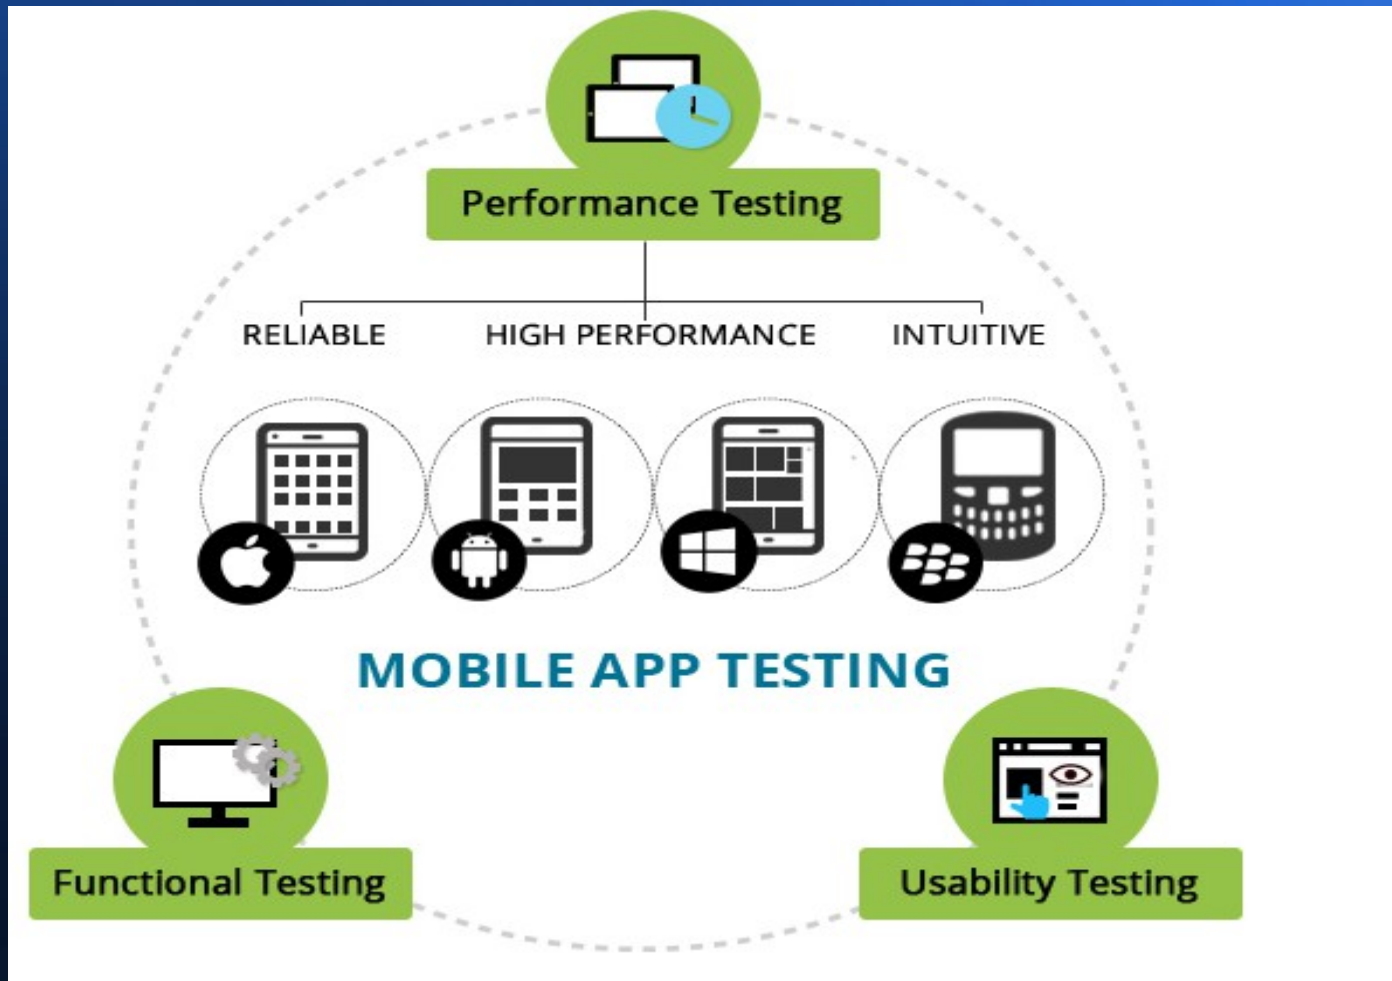 Performance Testing
RELIABLE HIGH PERFORMANCE INTUITIVE
MOBILE APP TESTING
Functional Testing
Usability Testing